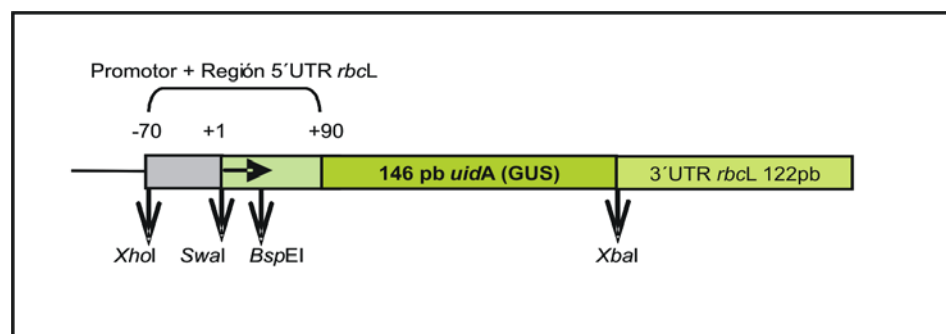 Promotor + Región 5´UTR rbcL
-70 +1 +90
146 pb uidA (GUS) 3´UTR rbcL 122pb
XhoI SwaI BspEI XbaI